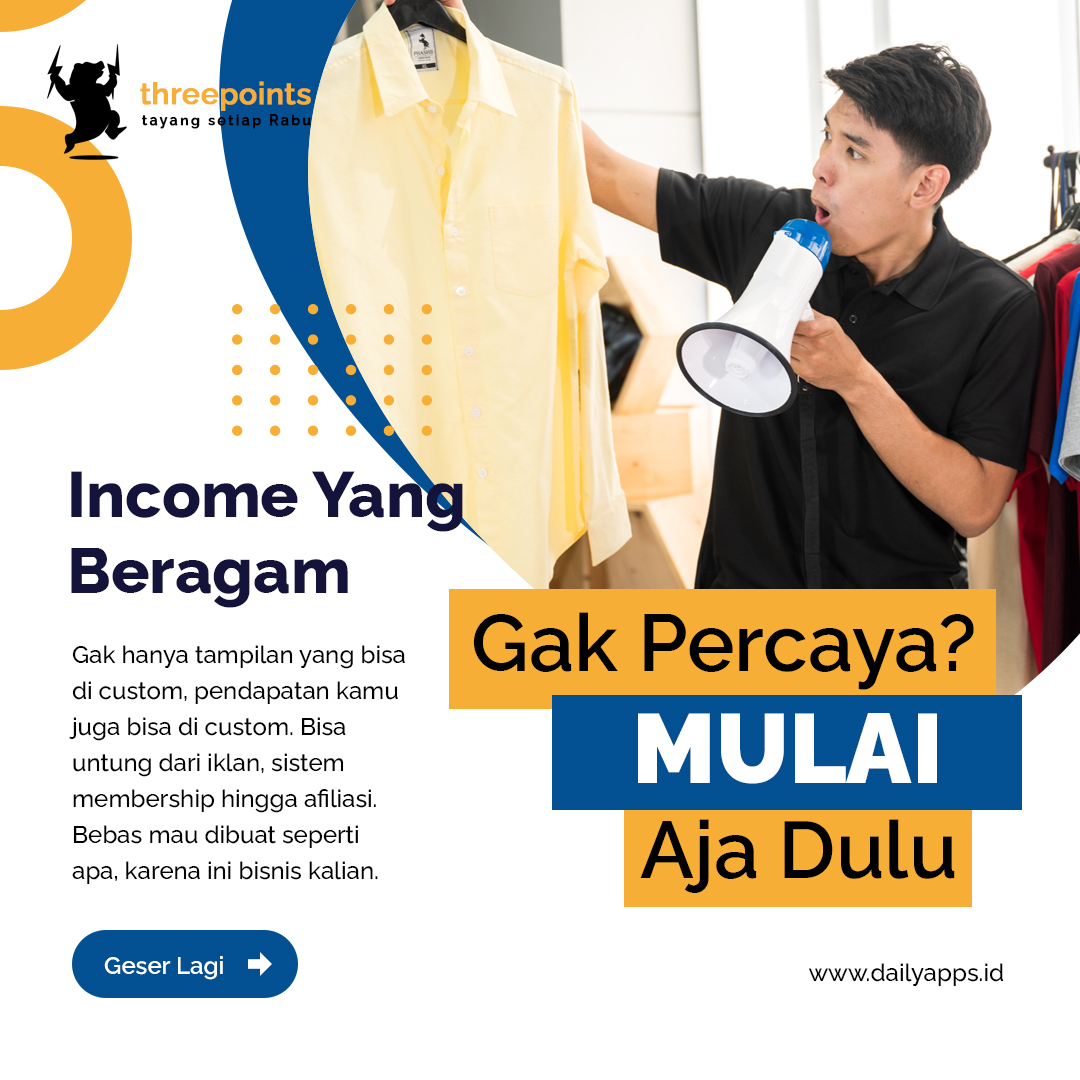 threepoints
tayang setiap Rabu
Income Yang
Beragam
Gak hanya tampilan yang bisa
di custom, pendapatan kamu
juga bisa di custom. Bisa
untung dari iklan, sistem
membership hingga afiliasi.
Bebas mau dibuat seperti
apa, karena ini bisnis kalian.
Geser Lagi
Gak Percaya?
MULAI
Aja Dulu
www.dailyapps.id